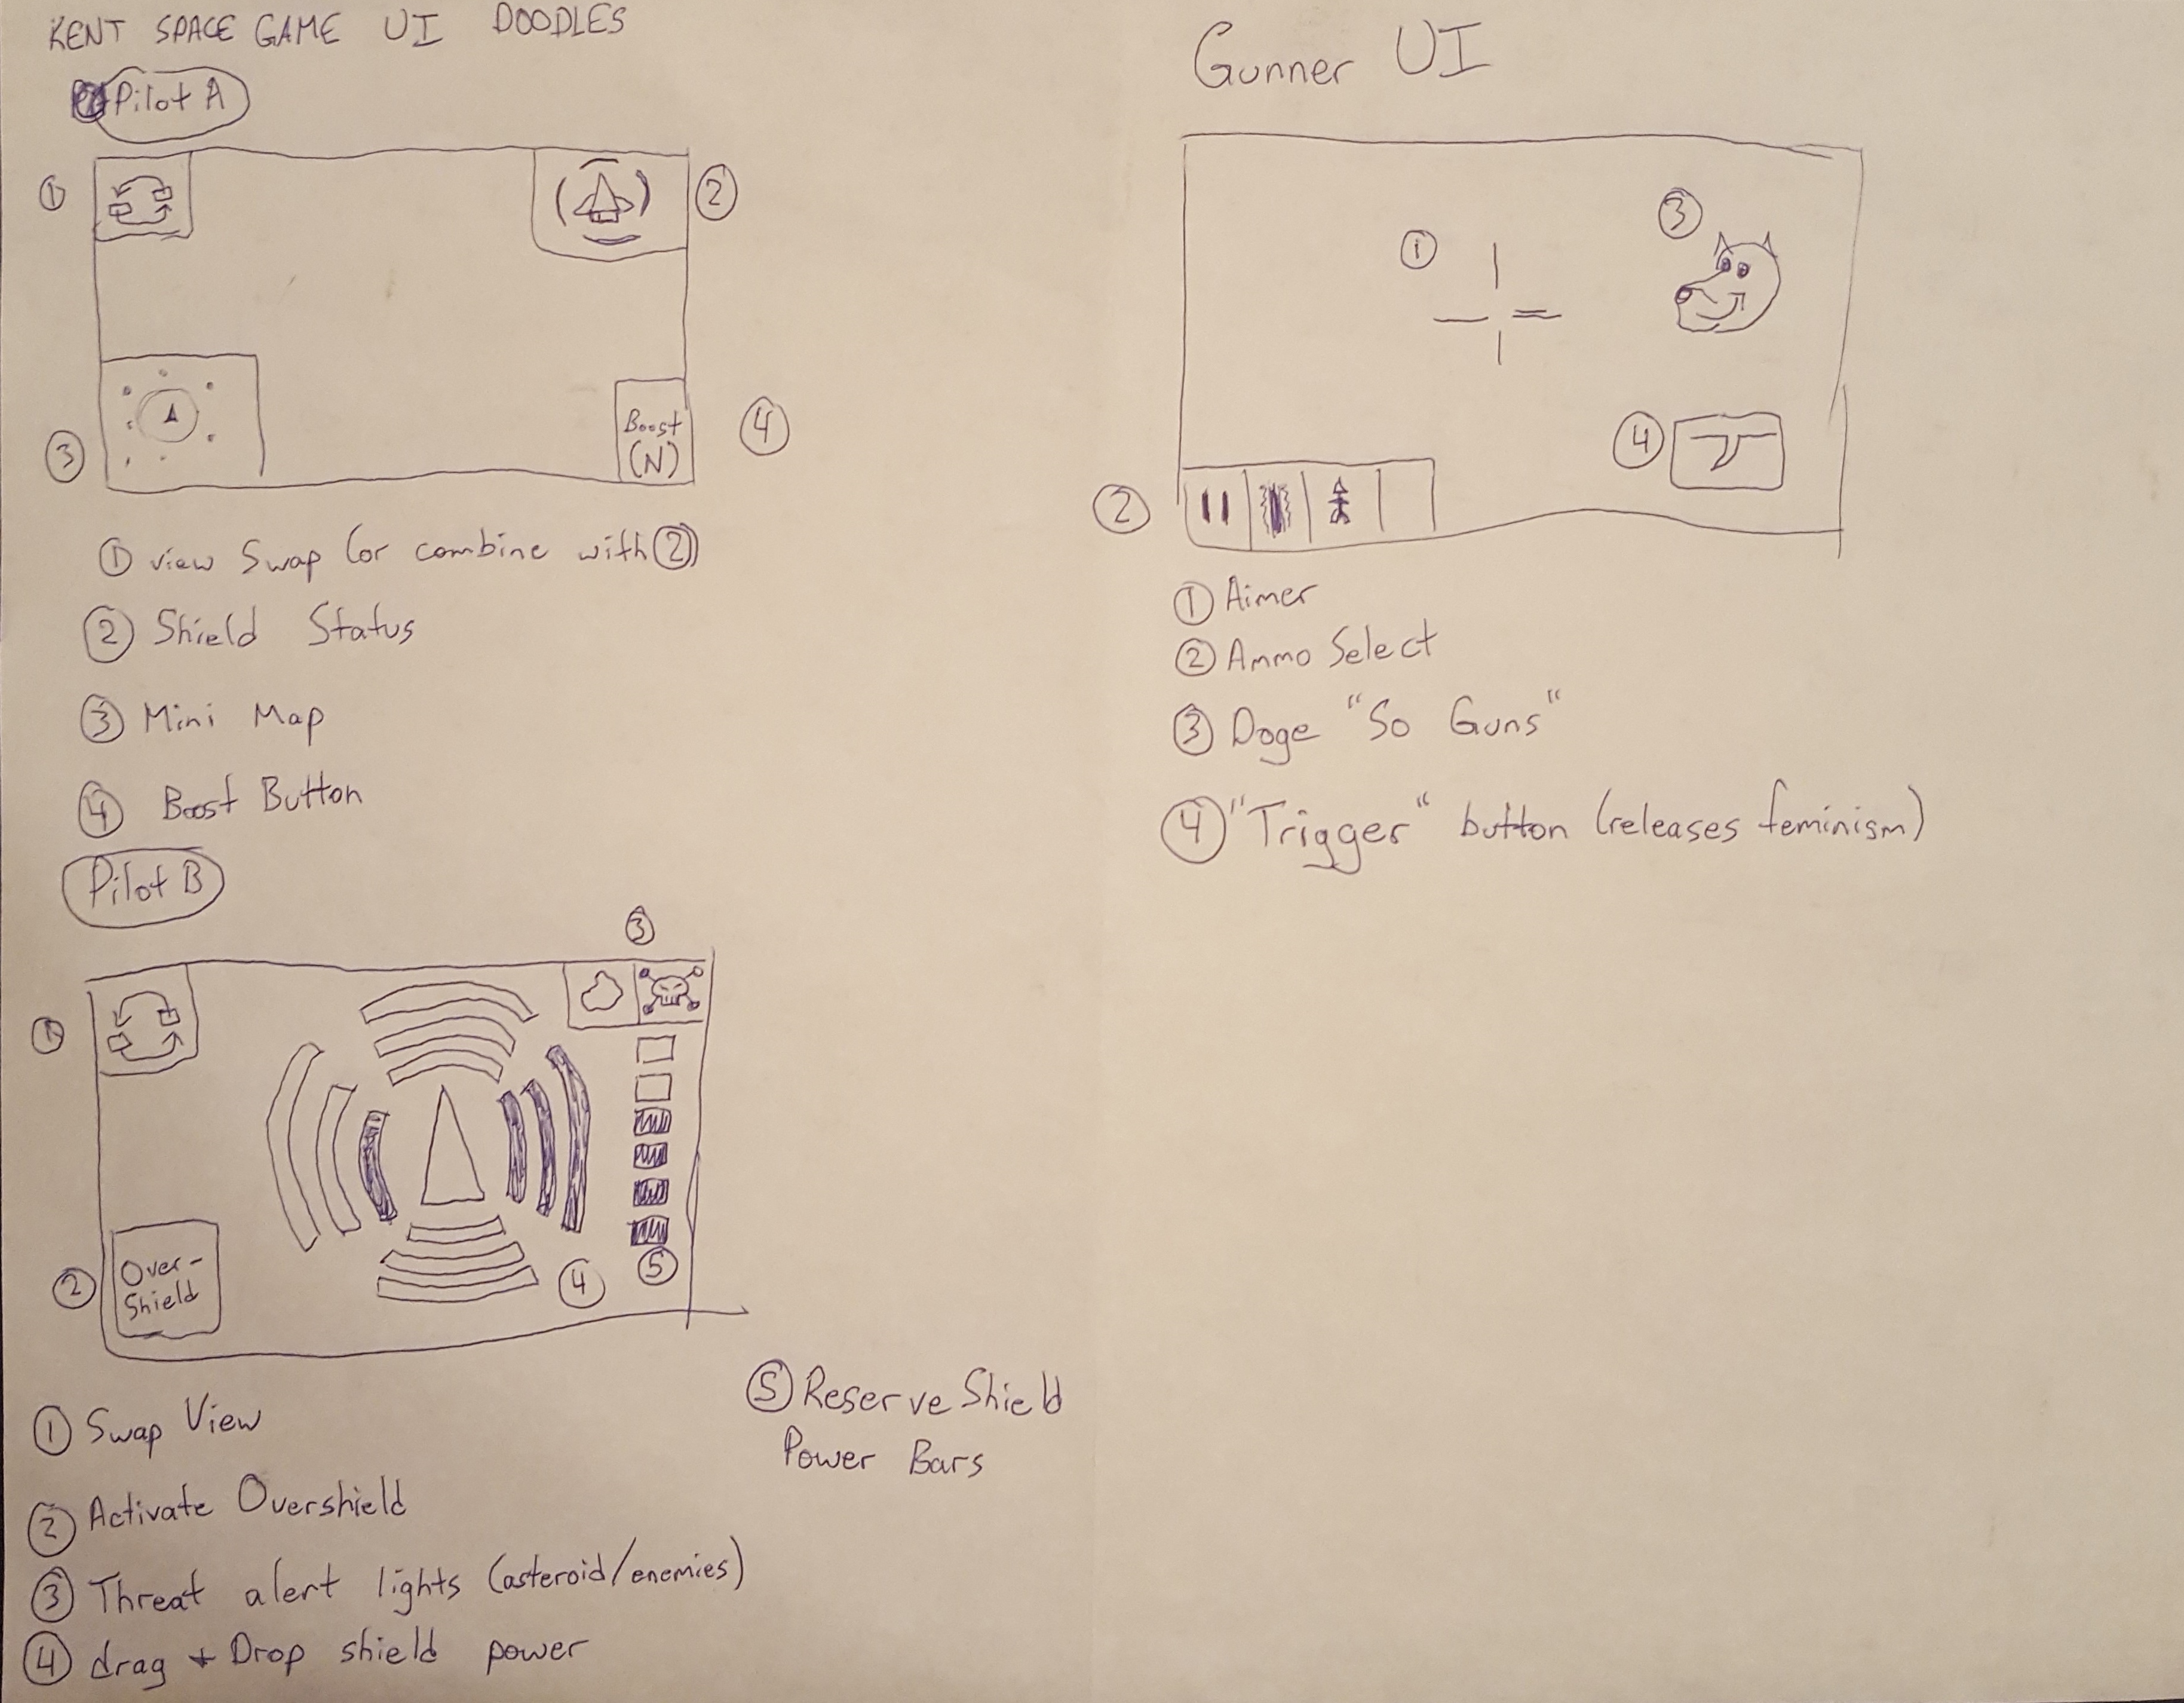 KENT SPACE GAME UI DOODLES
Pilot A
1
2
3
Boost
(N)
4
① view Swap (or combine with ②)
② Shield Status
③ Mini Map
④ Boost Button
Pilot B
3
1
2
Over-
Shield
4
5
① Swap View
② Activate Overshield
③ Threat alert lights (asteroid/enemies)
④ drag + Drop shield power
⑤ Reserve Shield
Power Bars
Gunner UI
1
3
4
2
① Aimer
② Ammo Select
③ Doge "So Guns"
④ "Trigger" button (releases feminism)